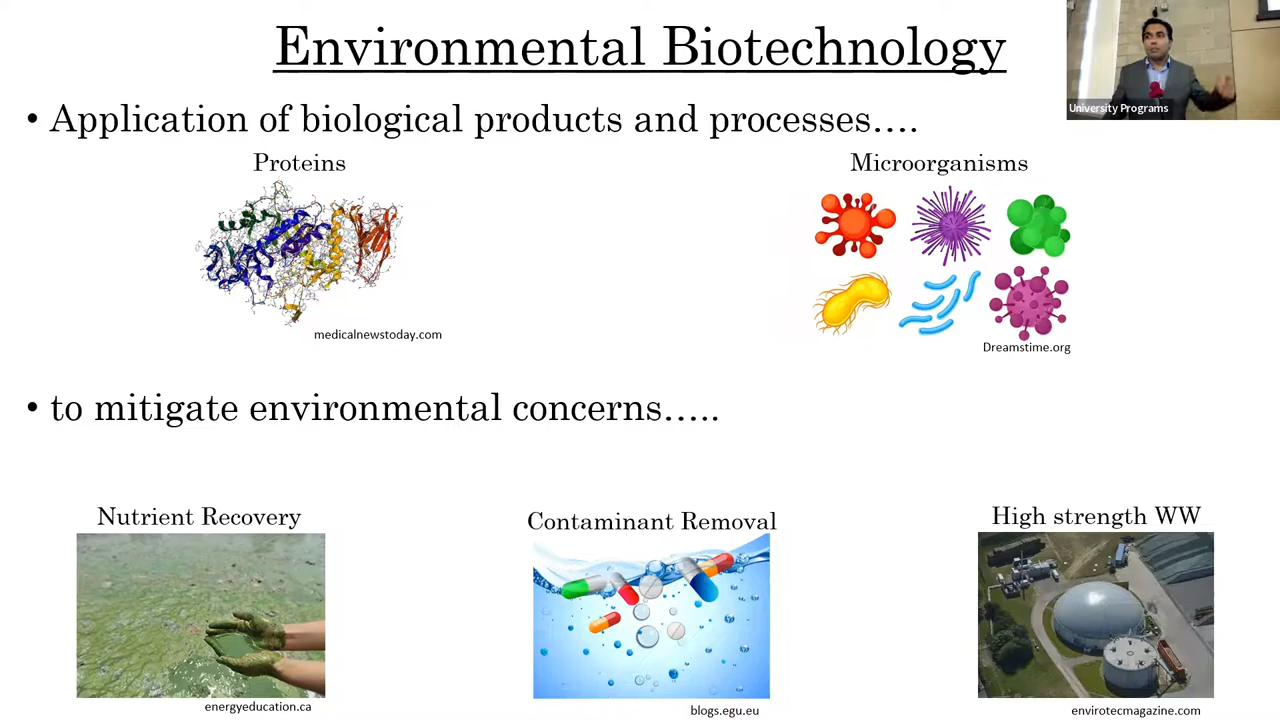 Environmental Biotechnology
University Programs
• Application of biological products and processes….
Proteins
Microorganisms
medicalnewstoday.com
Dreamstime.org
• to mitigate environmental concerns…..
Nutrient Recovery
Contaminant Removal
High strength WW
energyeducation.ca
blogs.egu.eu
envirotecmagazine.com